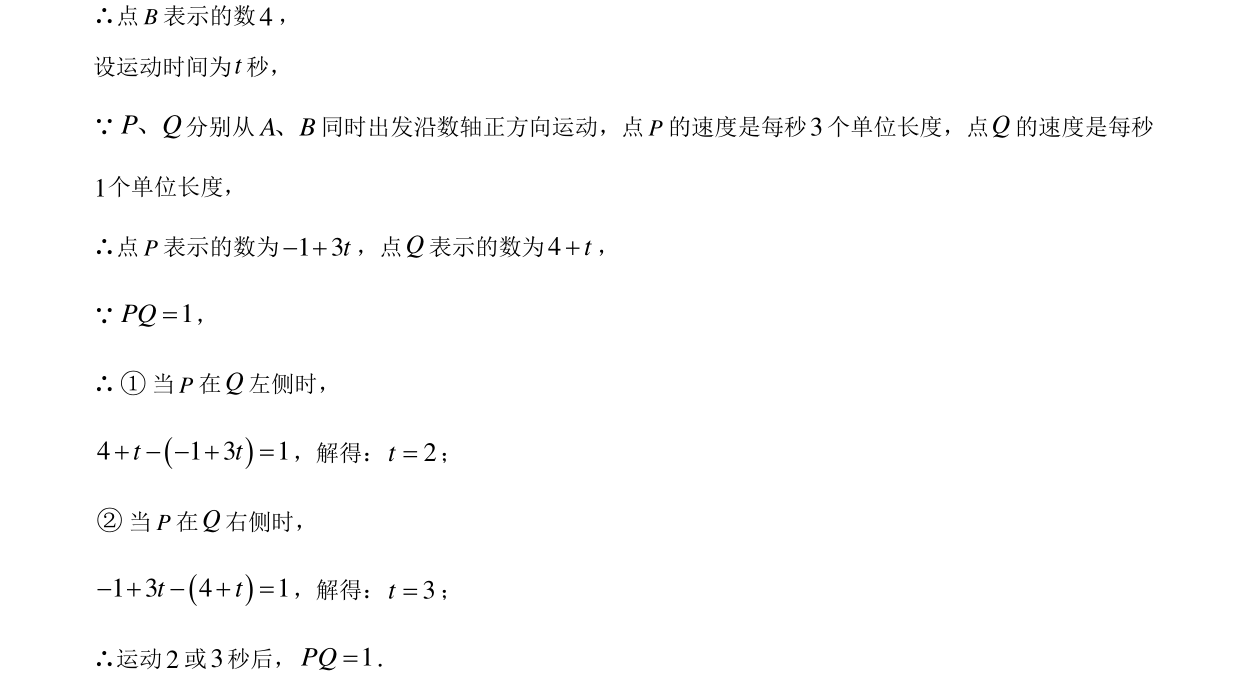 ∴点 B 表示的数4，
设运动时间为t 秒，
∵ P、Q分别从 A、B 同时出发沿数轴正方向运动，点 P 的速度是每秒3个单位长度，点Q 的速度是每秒
1个单位长度，
∴点 P 表示的数为−1+3t，点Q表示的数为4+t，
∵ PQ=1，
∴ ① 当P 在Q左侧时，
4+t−(−1+3t)=1，解得：t=2；
② 当P 在Q右侧时，
−1+3t−(4+t)=1，解得：t=3；
∴运动2或3秒后，PQ=1．